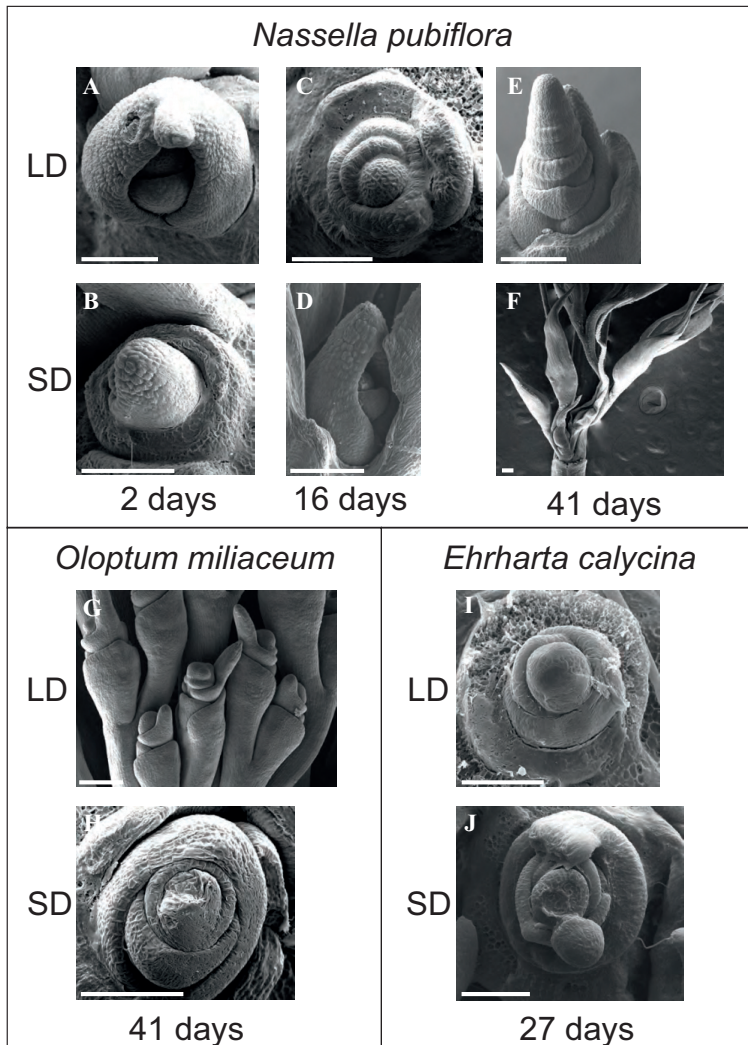 Nassella pubiflora
A
C
E
LD
B
D
F
SD
2 days
16 days
41 days
Oloptum miliaceum
Ehrharta calycina
G
I
LD
LD
H
J
SD
SD
41 days
27 days